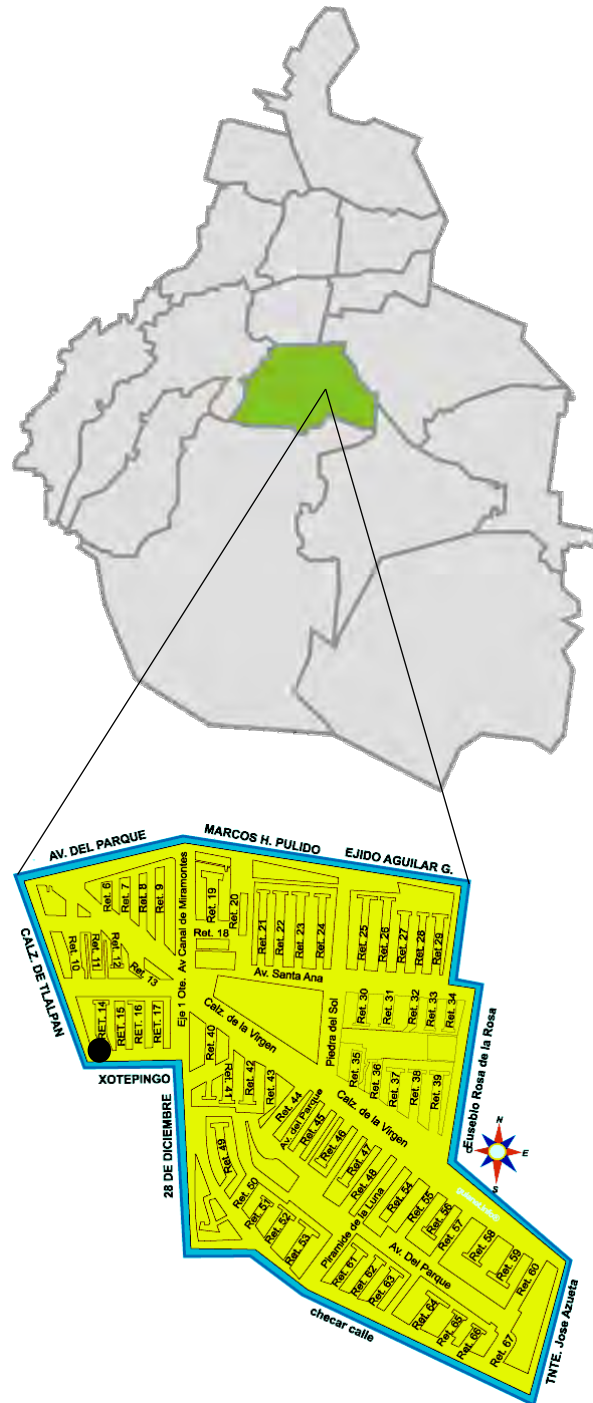 AV. DEL PARQUE
MARCOS H. PULIDO
EJIDO AGUILAR G.
CALZ. DE TLALPAN
Ret. 6
Ret. 7
Ret. 8
Ret. 9
Eje 1 Ote. Av Canal de Miramontes
Ret. 19
Ret. 20
Ret. 18
Ret. 21
Ret. 22
Ret. 23
Ret. 24
Ret. 25
Ret. 26
Ret. 27
Ret. 28
Ret. 29
Ret. 10
Ret. 11
Ret. 12
Ret. 13
Av. Santa Ana
RET. 14
RET. 15
Ret. 16
Ret. 17
Calz. de la Virgen
Piedra del Sol
Ret. 30
Ret. 31
Ret. 32
Ret. 33
Ret. 34
Eusebio Rosa de la Rosa
Ret. 35
Ret. 36
Ret. 37
Ret. 38
Ret. 39
XOTEPINGO
Ret. 40
Ret. 41
Ret. 42
Ret. 43
Ret. 44
Av. del Parque
Ret. 45
Ret. 46
Ret. 47
Ret. 48
Calz. de la Virgen
28 DE DICIEMBRE
Ret. 49
Ret. 50
Ret. 51
Ret. 52
Ret. 53
Piramide de la Luna
Ret. 54
Ret. 55
Ret. 56
Ret. 57
Ret. 58
Ret. 59
Ret. 60
Av. Del Parque
Ret. 61
Ret. 62
Ret. 63
Ret. 64
Ret. 65
Ret. 66
Ret. 67
checar calle
TNTE. Jose Azueta
N
E
S